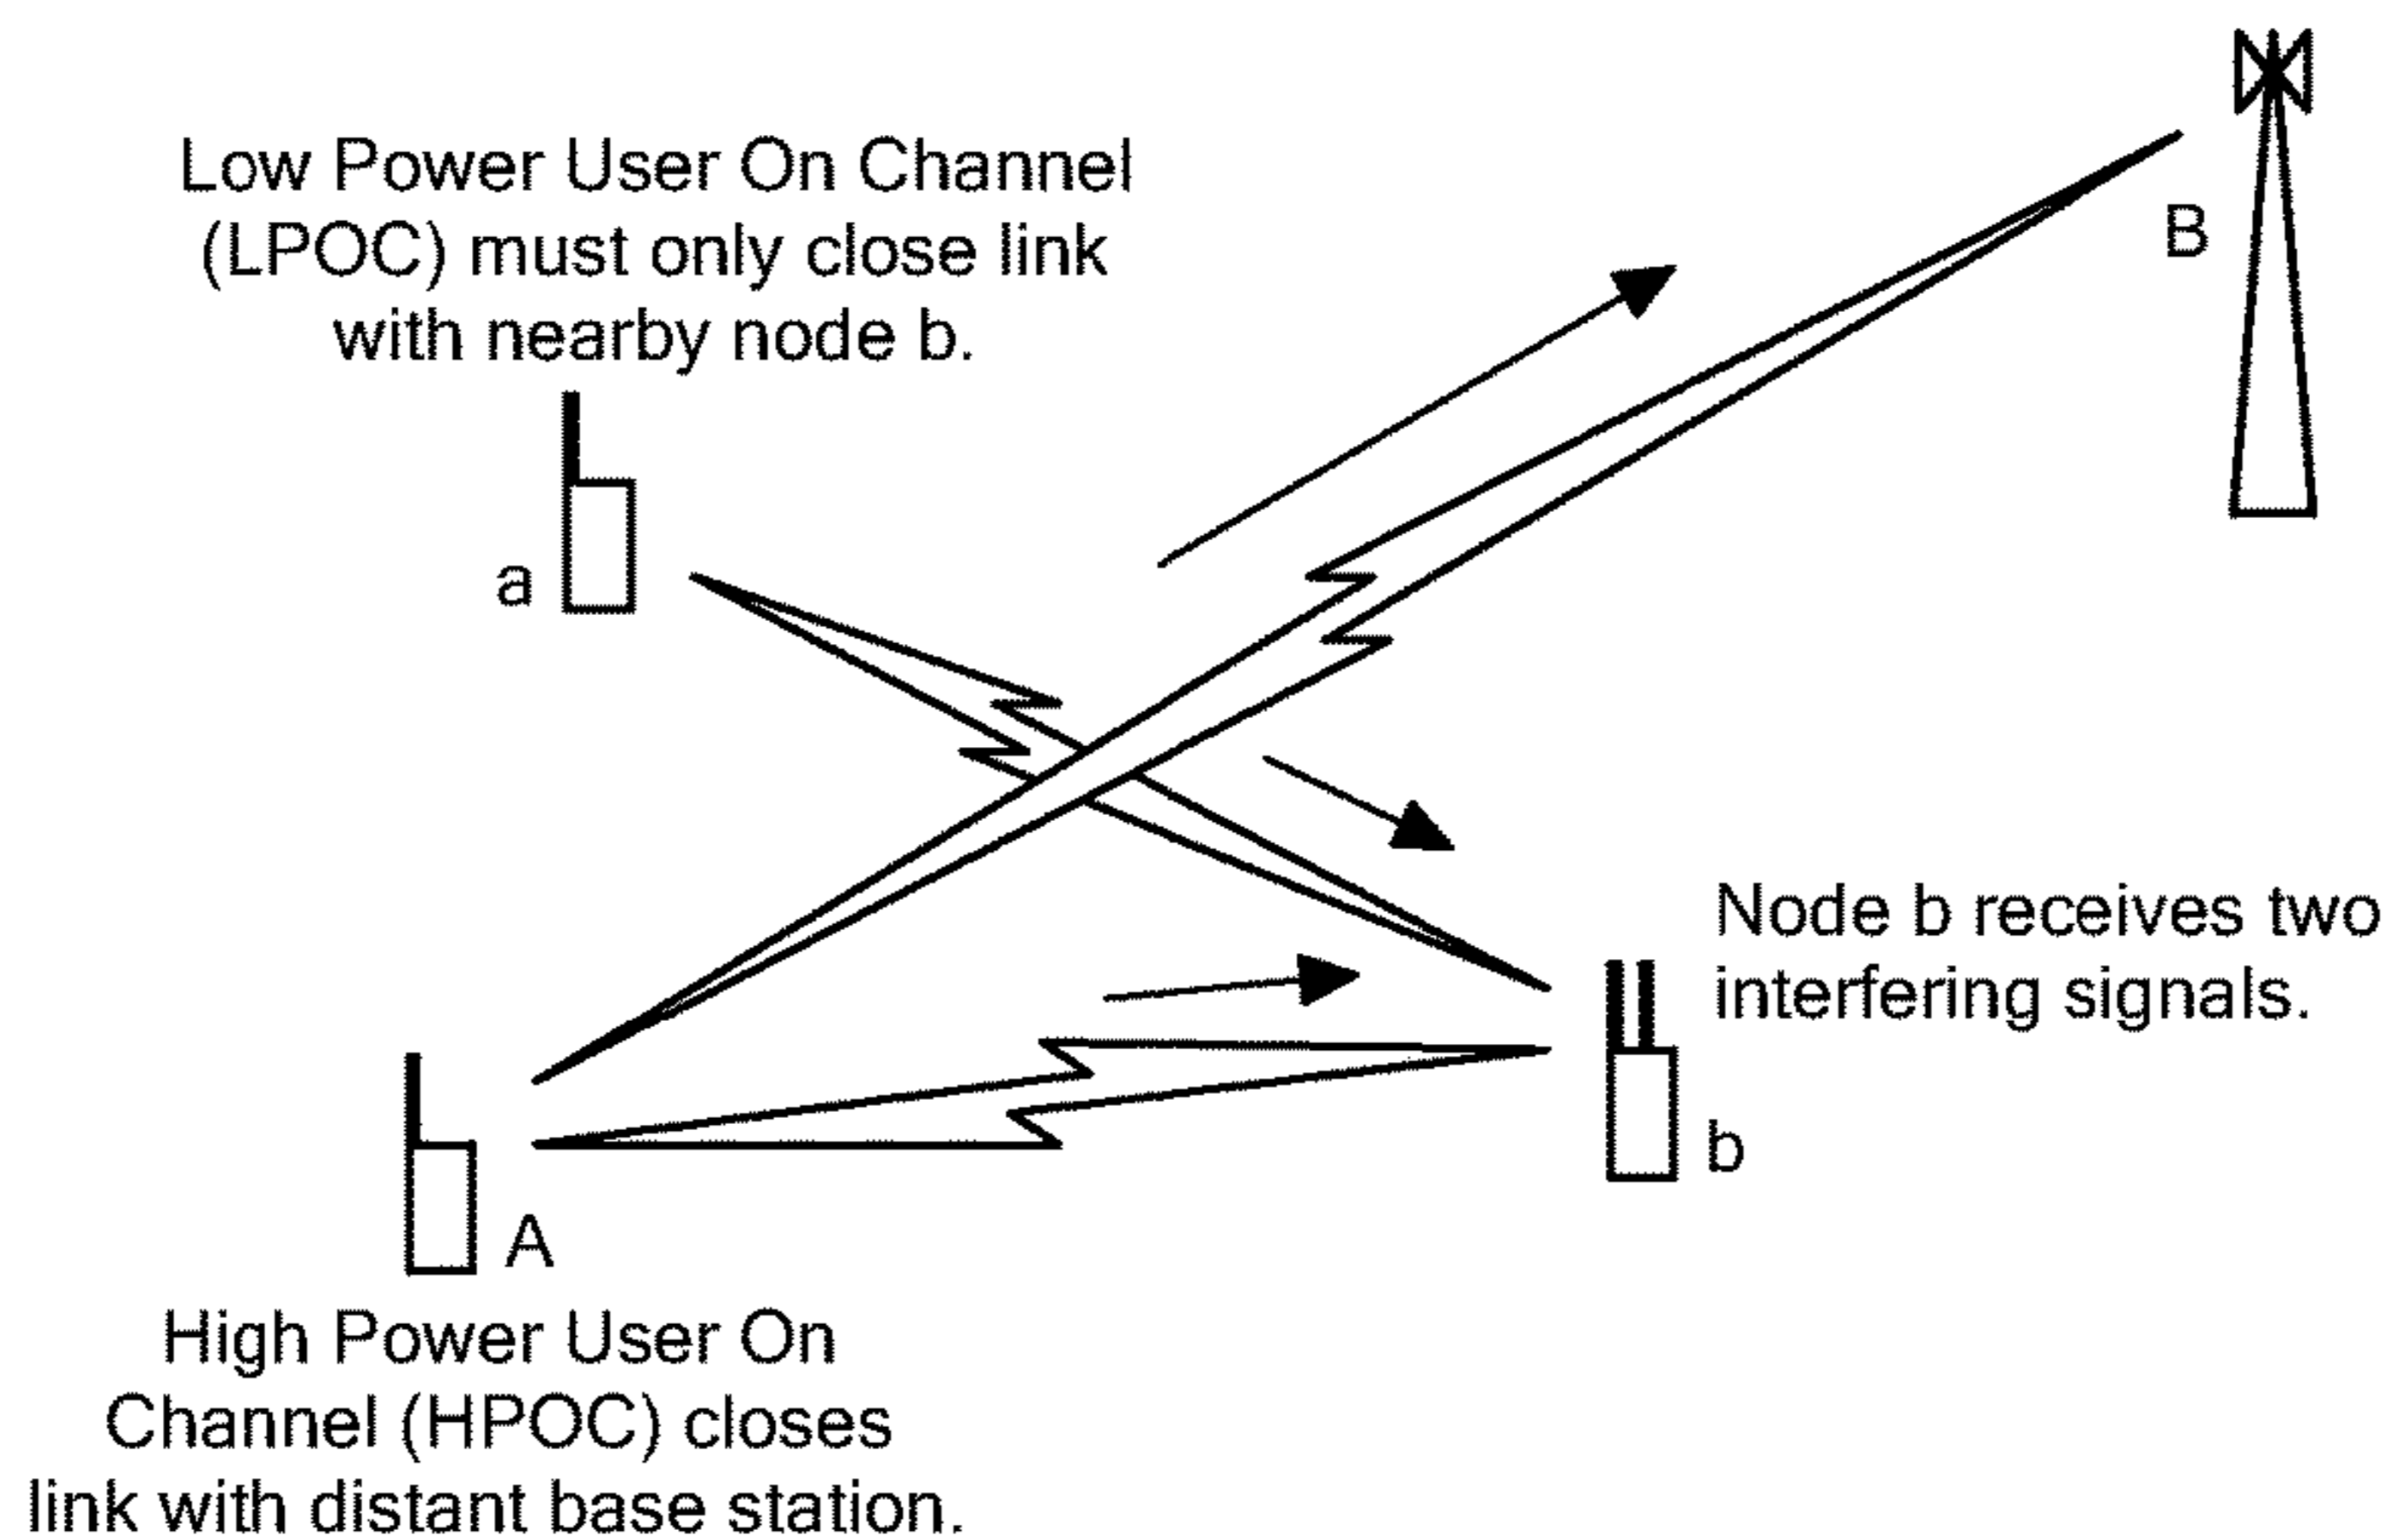 Low Power User On Channel
(LPOC) must only close link
with nearby node b.
B
a
Node b receives two
interfering signals.
b
A
High Power User On
Channel (HPOC) closes
link with distant base station.